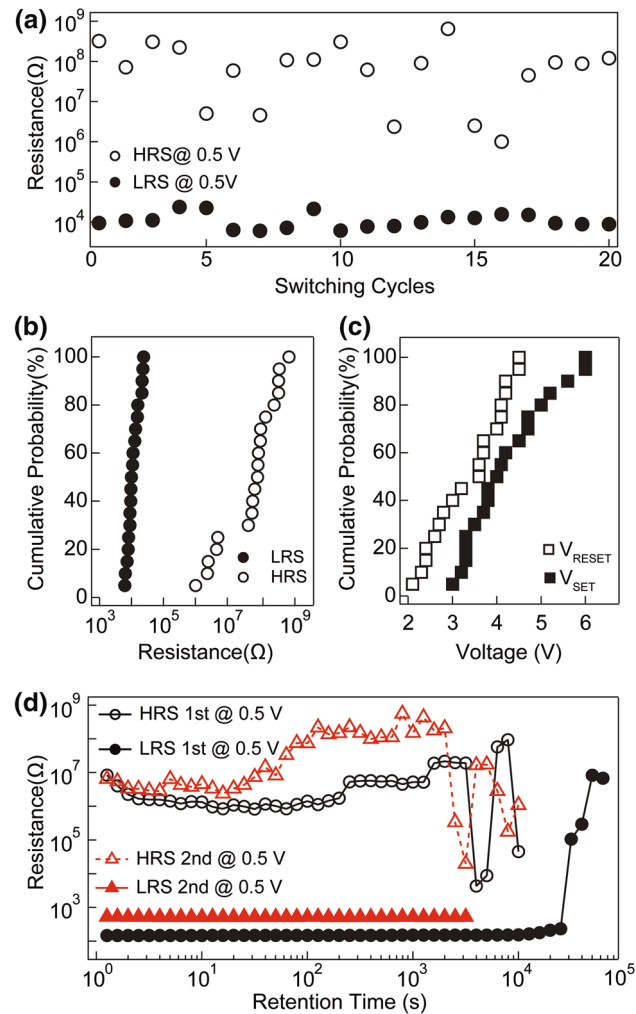 (a)
10⁹
10⁸
10⁷
10⁶
10⁵
10⁴
Resistance(Ω)
HRS@ 0.5 V
LRS @ 0.5V
0 5 10 15 20
Switching Cycles
(b)
100
80
60
40
20
0
Cumulative Probability(%)
LRS
HRS
10³ 10⁵ 10⁷ 10⁹
Resistance(Ω)
(c)
100
80
60
40
20
0
Cumulative Probability(%)
V_RESET
V_SET
2 3 4 5 6
Voltage (V)
(d)
10⁹
10⁷
10⁵
10³
Resistance(Ω)
HRS 1st @ 0.5 V
LRS 1st @ 0.5 V
HRS 2nd @ 0.5 V
LRS 2nd @ 0.5 V
10⁰ 10¹ 10² 10³ 10⁴ 10⁵
Retention Time (s)